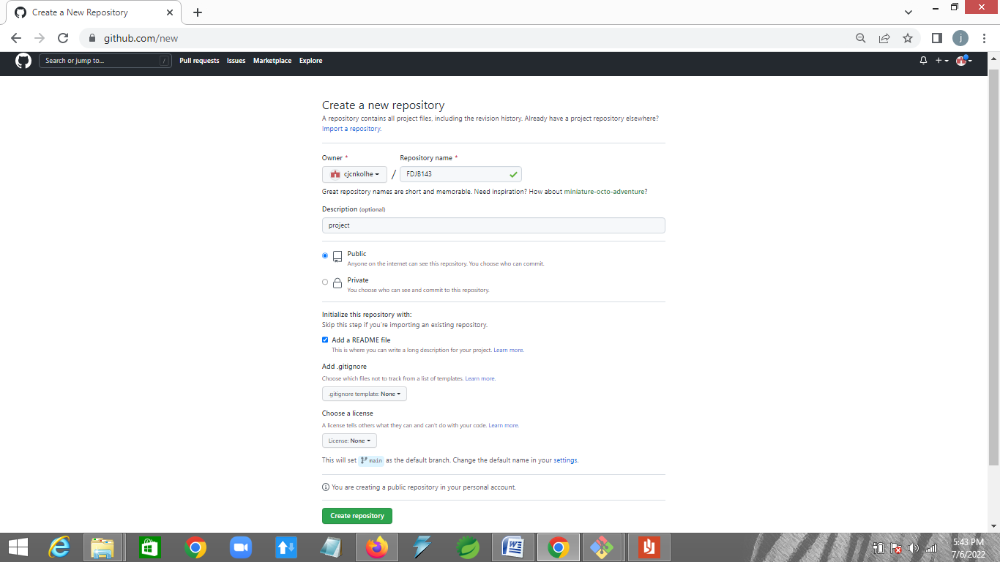 Create a New Repository
github.com/new
j
Search or jump to...
/
Pull requests
Issues
Marketplace
Explore
Create a new repository
A repository contains all project files, including the revision history. Already have a project repository elsewhere?
Import a repository.
Owner *
Repository name *
cjcnkolhe
/
FDJB143
Great repository names are short and memorable. Need inspiration? How about miniature-octo-adventure?
Description (optional)
project
Public
Anyone on the internet can see this repository. You choose who can commit.
Private
You choose who can see and commit to this repository.
Initialize this repository with:
Skip this step if you're importing an existing repository.
Add a README file
This is where you can write a long description for your project. Learn more.
Add .gitignore
Choose which files not to track from a list of templates. Learn more.
.gitignore template: None
Choose a license
A license tells others what they can and can't do with your code. Learn more.
License: None
This will set main as the default branch. Change the default name in your settings.
You are creating a public repository in your personal account.
Create repository
5:43 PM
7/6/2022